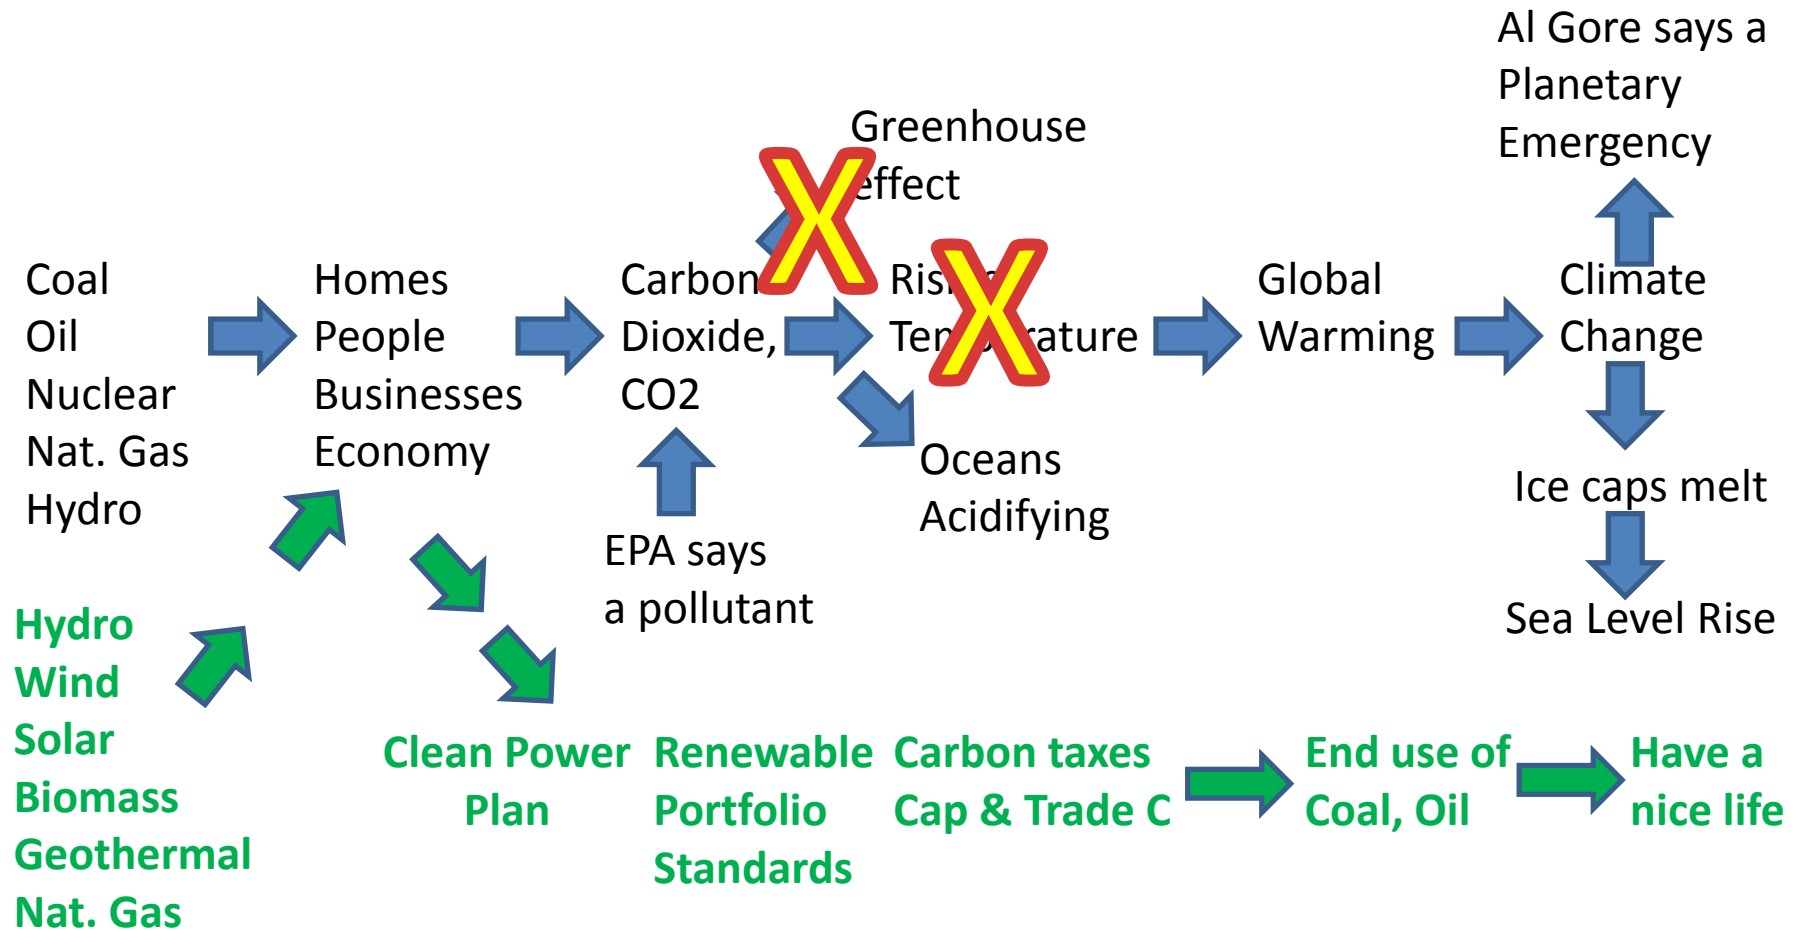 Al Gore says a
Planetary
Emergency
Greenhouse
effect
X
Coal
Oil
Nuclear
Nat. Gas
Hydro
Homes
People
Businesses
Economy
Carbon
Dioxide,
CO2
Rising
Temperature
X
Global
Warming
Climate
Change
Oceans
Acidifying
Ice caps melt
EPA says
a pollutant
Sea Level Rise
Hydro
Wind
Solar
Biomass
Geothermal
Nat. Gas
Clean Power
Plan
Renewable
Portfolio
Standards
Carbon taxes
Cap & Trade C
End use of
Coal, Oil
Have a
nice life